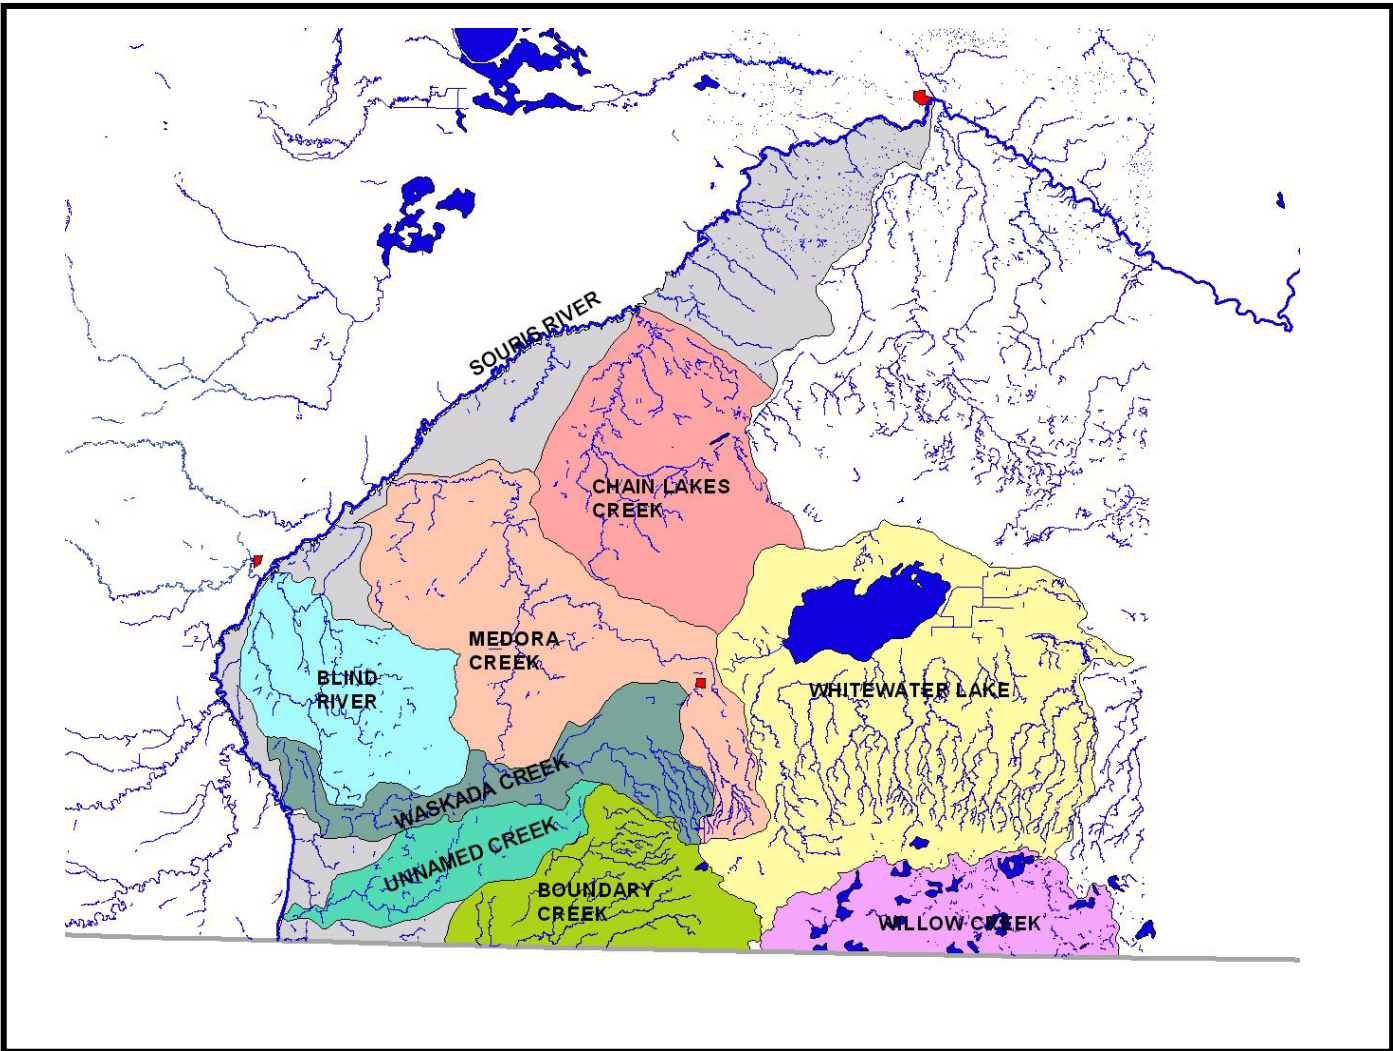 SOURIS RIVER
CHAIN LAKES
CREEK
MEDORA
CREEK
BLIND
RIVER
WHITEWATER LAKE
WASKADA CREEK
UNNAMED CREEK
BOUNDARY
CREEK
WILLOW CREEK